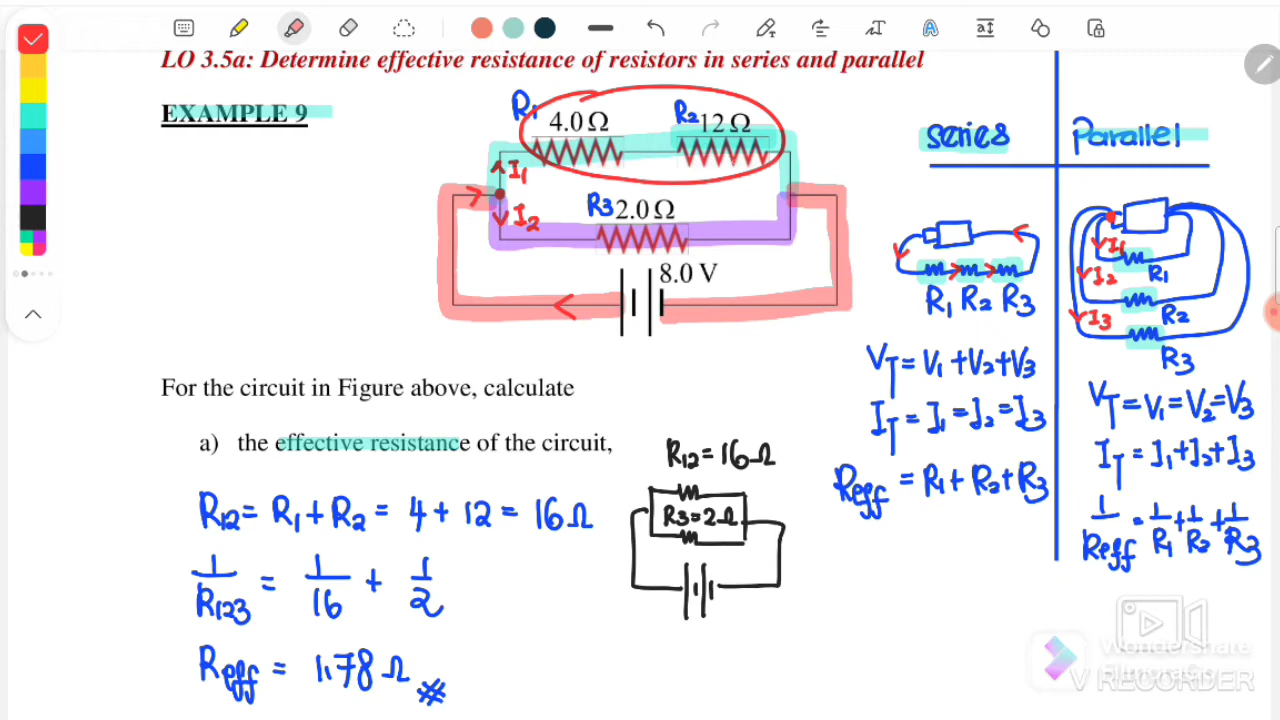 LO 3.5a: Determine effective resistance of resistors in series and parallel
EXAMPLE 9
R1
4.0 Ω
R2
12 Ω
I1
I2
R3
2.0 Ω
8.0 V
For the circuit in Figure above, calculate
a) the effective resistance of the circuit,
R12 = R1 + R2 = 4 + 12 = 16 Ω
1/R123 = 1/16 + 1/2
Reff = 1.78 Ω
R12 = 16 Ω
R3 = 2 Ω
series
R1 R2 R3
VT = V1 + V2 + V3
IT = I1 = I2 = I3
Reff = R1 + R2 + R3
Parallel
I1
R1
I2
R2
I3
R3
VT = V1 = V2 = V3
IT = I1 + I2 + I3
1/Reff = 1/R1 + 1/R2 + 1/R3
Wondershare
V RECORDER